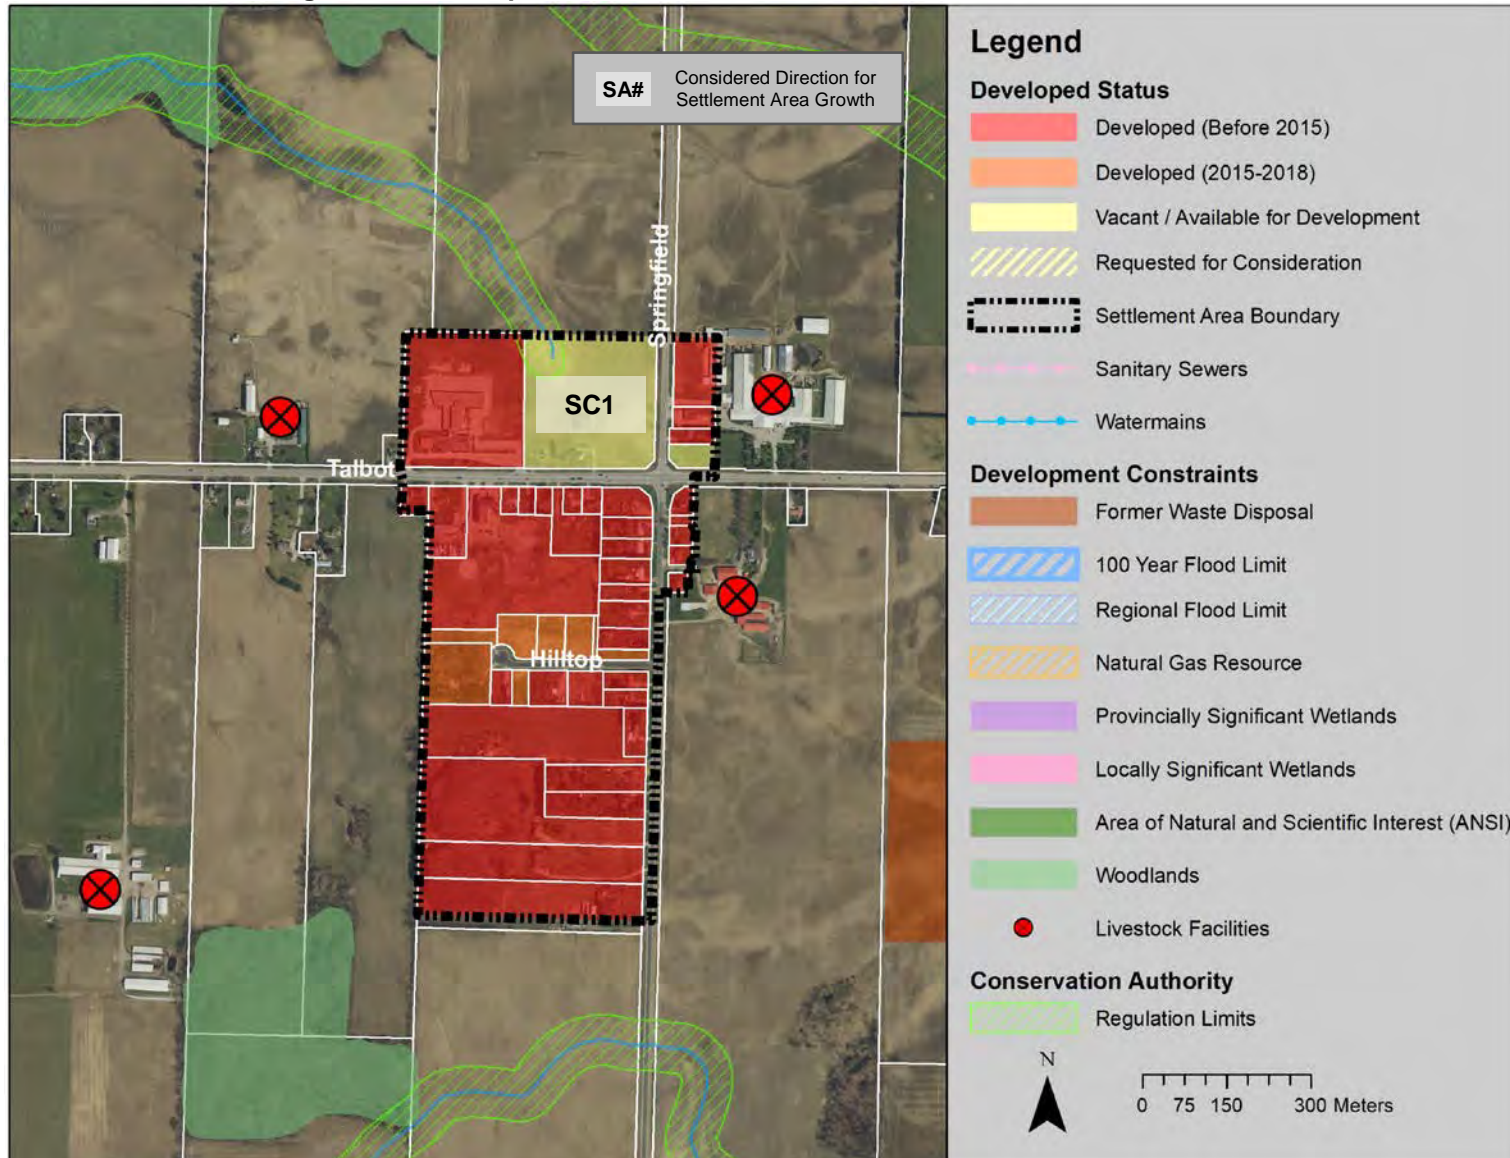 SA#
Considered Direction for
Settlement Area Growth
Springfield
SC1
Talbot
Hilltop
Legend
Developed Status
Developed (Before 2015)
Developed (2015-2018)
Vacant / Available for Development
Requested for Consideration
Settlement Area Boundary
Sanitary Sewers
Watermains
Development Constraints
Former Waste Disposal
100 Year Flood Limit
Regional Flood Limit
Natural Gas Resource
Provincially Significant Wetlands
Locally Significant Wetlands
Area of Natural and Scientific Interest (ANSI)
Woodlands
Livestock Facilities
Conservation Authority
Regulation Limits
N
0 75 150 300 Meters